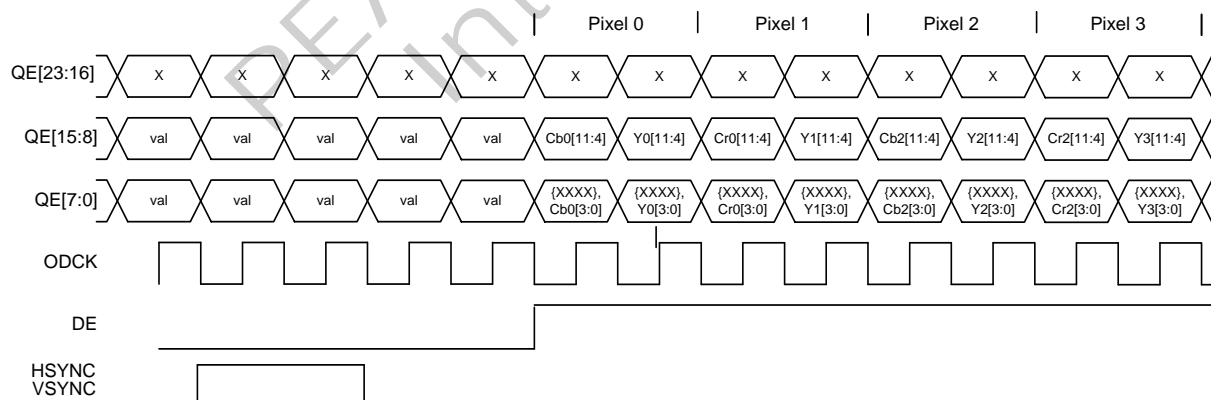 Pixel 0 Pixel 1 Pixel 2 Pixel 3
QE[23:16] X X X X X X X X X X X X X
QE[15:8] val val val val val Cb0[11:4] Y0[11:4] Cr0[11:4] Y1[11:4] Cb2[11:4] Y2[11:4] Cr2[11:4] Y3[11:4]
QE[7:0] val val val val val {XXXX}, {XXXX}, {XXXX}, {XXXX}, {XXXX}, {XXXX}, {XXXX}, {XXXX},
Cb0[3:0] Y0[3:0] Cr0[3:0] Y1[3:0] Cb2[3:0] Y2[3:0] Cr2[3:0] Y3[3:0]
ODCK
DE
HSYNC
VSYNC